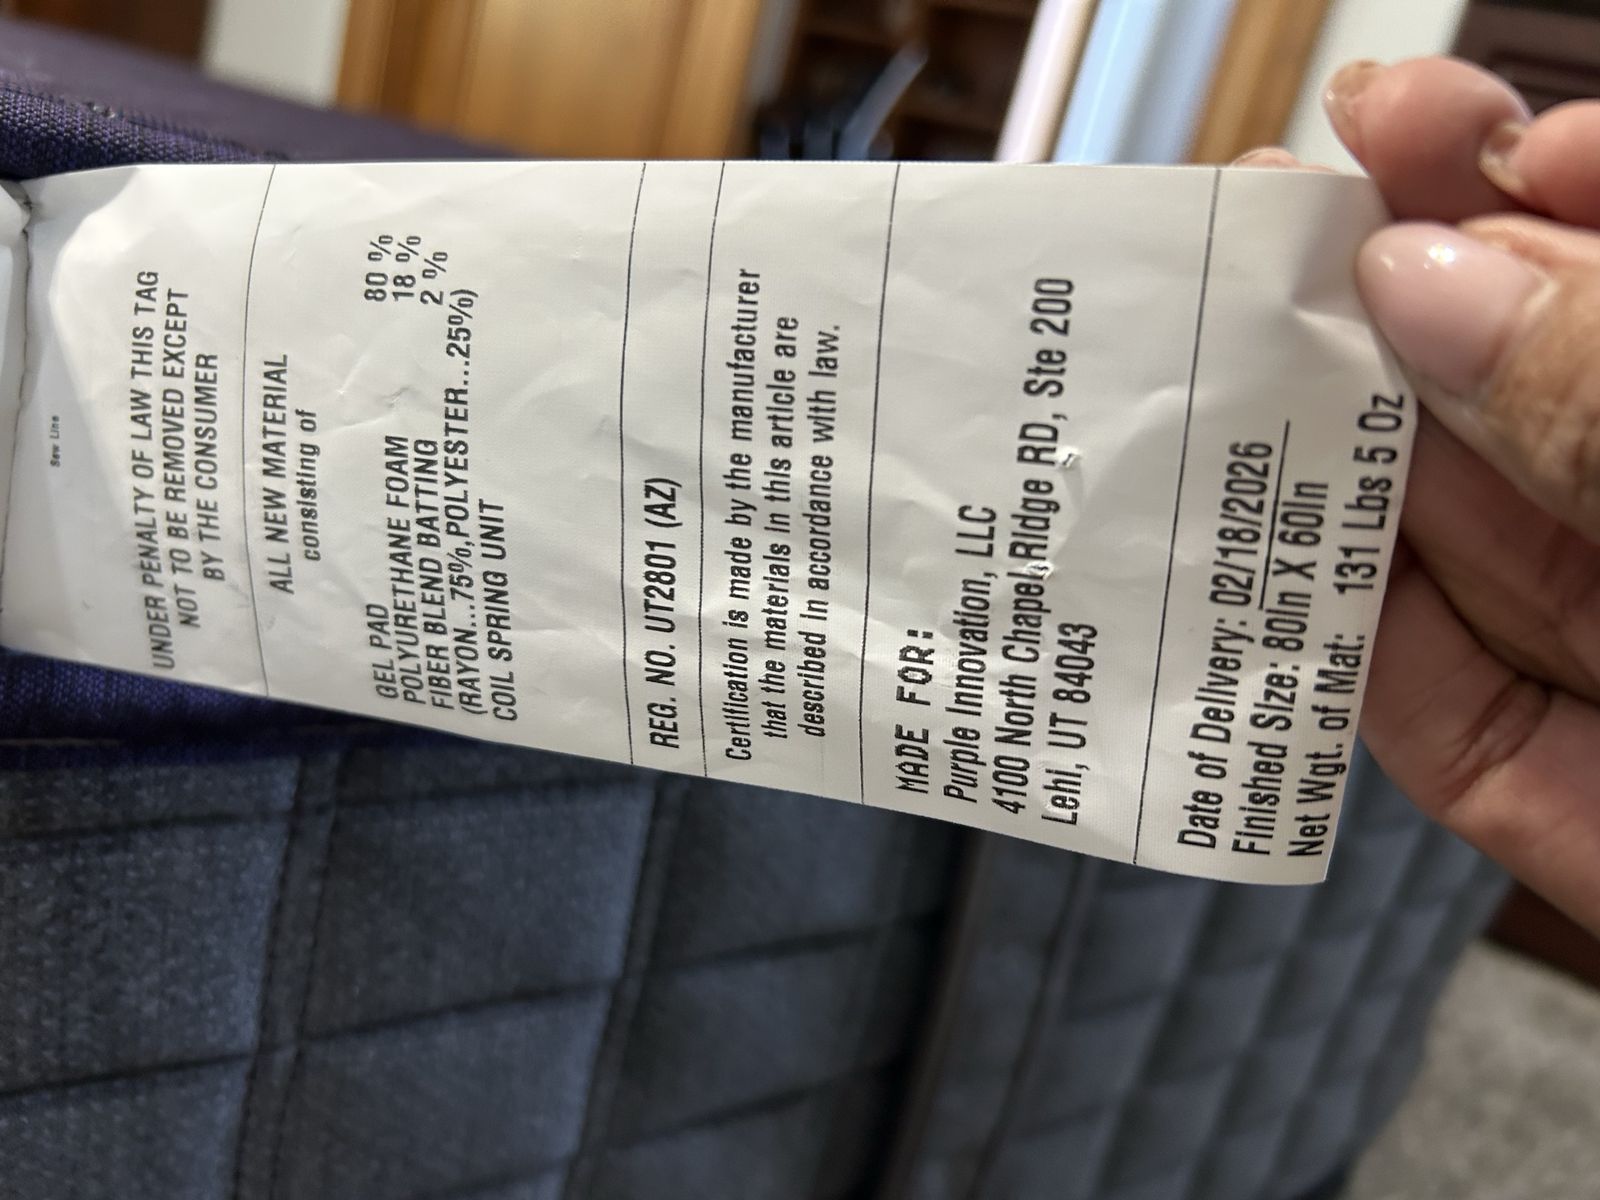 Sew Line
UNDER PENALTY OF LAW THIS TAG
NOT TO BE REMOVED EXCEPT
BY THE CONSUMER
ALL NEW MATERIAL
consisting of
GEL PAD 80 %
POLYURETHANE FOAM 18 %
FIBER BLEND BATTING 2 %
(RAYON...75%,POLYESTER...25%)
COIL SPRING UNIT
REG. NO. UT2801 (AZ)
Certification is made by the manufacturer
that the materials in this article are
described in accordance with law.
MADE FOR:
Purple Innovation, LLC
4100 North Chapel Ridge RD, Ste 200
Lehi, UT 84043
Date of Delivery: 02/18/2026
Finished Size: 80In X 60In
Net Wgt. of Mat: 131 Lbs 5 Oz